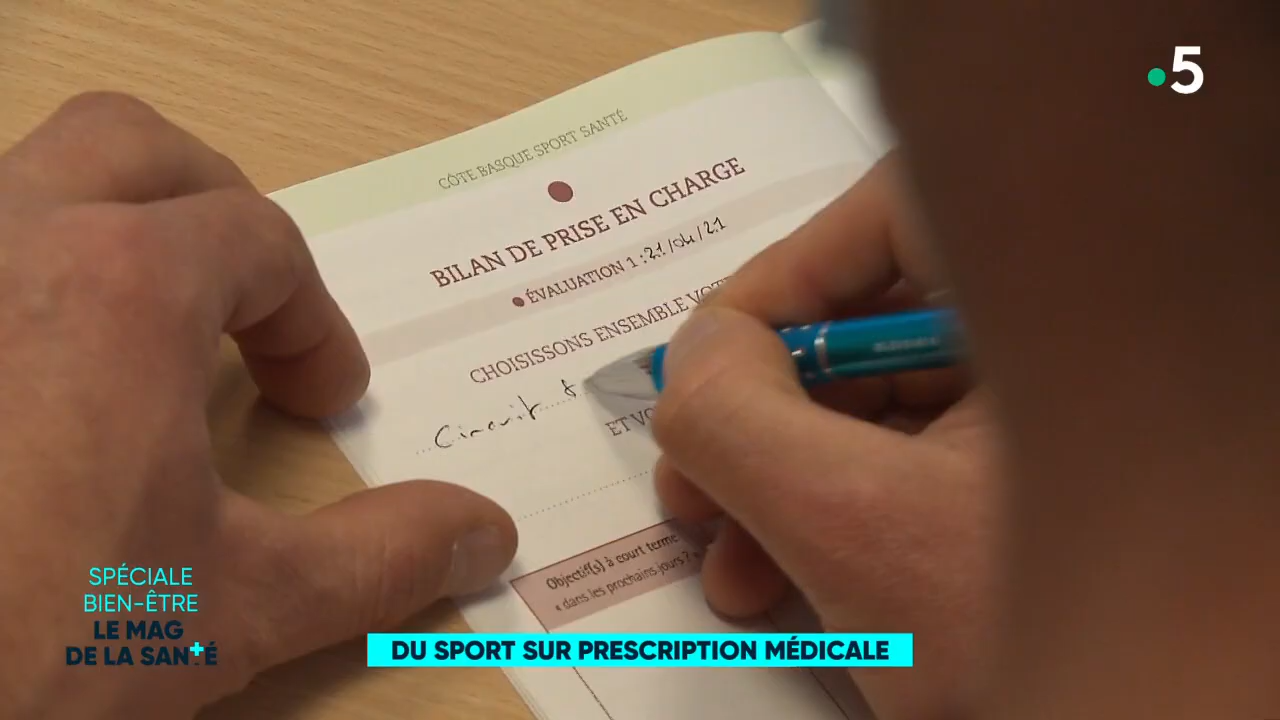 5
CÔTE BASQUE SPORT SANTÉ
BILAN DE PRISE EN CHARGE
ÉVALUATION 1 : 21/04/21
CHOISISSONS ENSEMBLE
Circuit
ET
Objectif(s) à court terme
« dans les prochains jours ? »
SPÉCIALE
BIEN-ÊTRE
LE MAG
DE LA SANTÉ
DU SPORT SUR PRESCRIPTION MÉDICALE